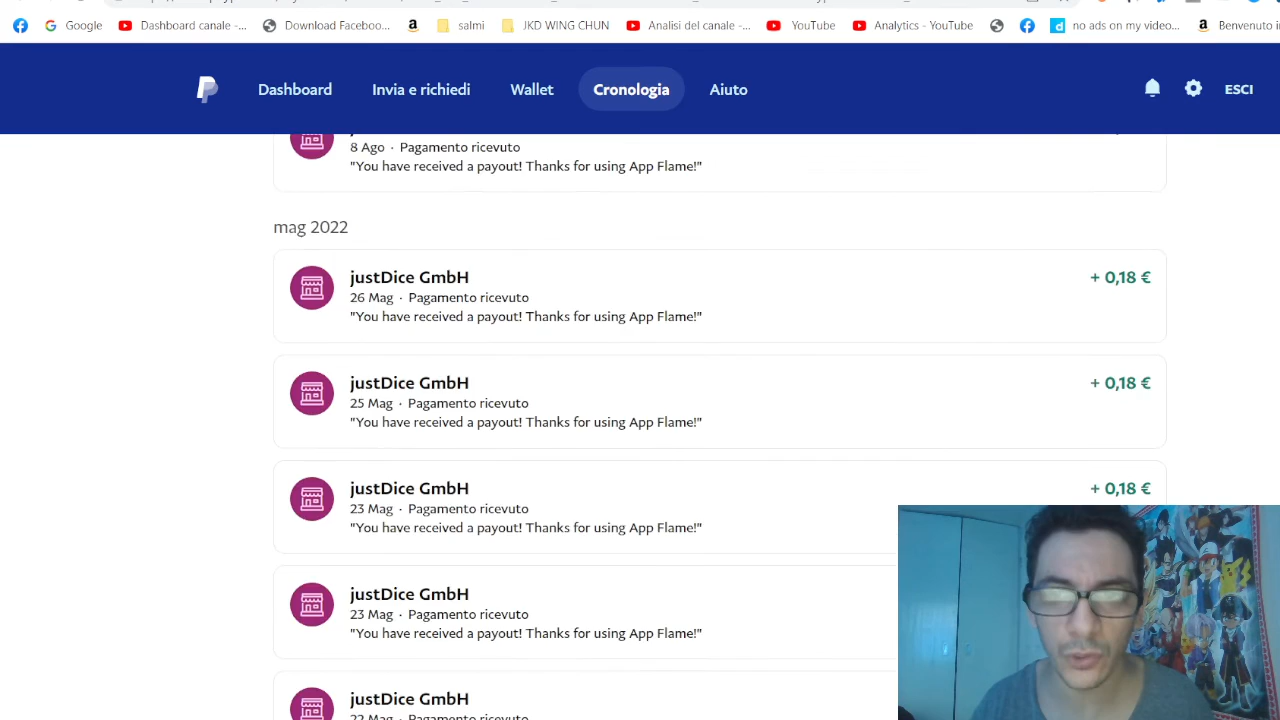 Google
Dashboard canale -...
Download Faceboo...
salmi
JKD WING CHUN
Analisi del canale -...
YouTube
Analytics - YouTube
no ads on my video...
Benvenuto i
Dashboard
Invia e richiedi
Wallet
Cronologia
Aiuto
ESCI
8 Ago · Pagamento ricevuto
"You have received a payout! Thanks for using App Flame!"
mag 2022
justDice GmbH
+ 0,18 €
26 Mag · Pagamento ricevuto
"You have received a payout! Thanks for using App Flame!"
justDice GmbH
+ 0,18 €
25 Mag · Pagamento ricevuto
"You have received a payout! Thanks for using App Flame!"
justDice GmbH
+ 0,18 €
23 Mag · Pagamento ricevuto
"You have received a payout! Thanks for using App Flame!"
justDice GmbH
23 Mag · Pagamento ricevuto
"You have received a payout! Thanks for using App Flame!"
justDice GmbH
22 Mag · Pagamento ricevuto